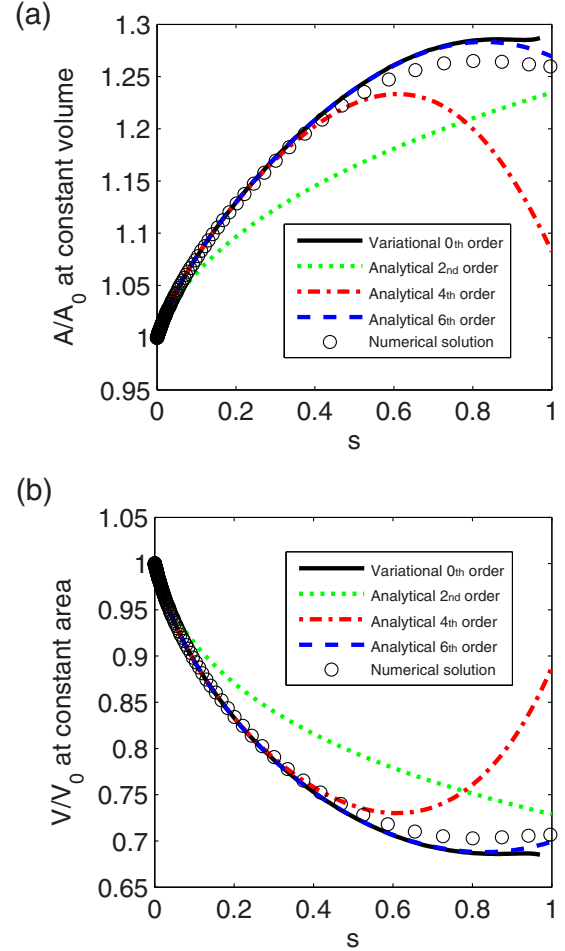 (a)
1.3
1.25
1.2
1.15
1.1
1.05
1
0.95
A/A0 at constant volume
Variational 0th order
Analytical 2nd order
Analytical 4th order
Analytical 6th order
Numerical solution
0 0.2 0.4 0.6 0.8 1
s
(b)
1.05
1
0.95
0.9
0.85
0.8
0.75
0.7
0.65
V/V0 at constant area
Variational 0th order
Analytical 2nd order
Analytical 4th order
Analytical 6th order
Numerical solution
0 0.2 0.4 0.6 0.8 1
s